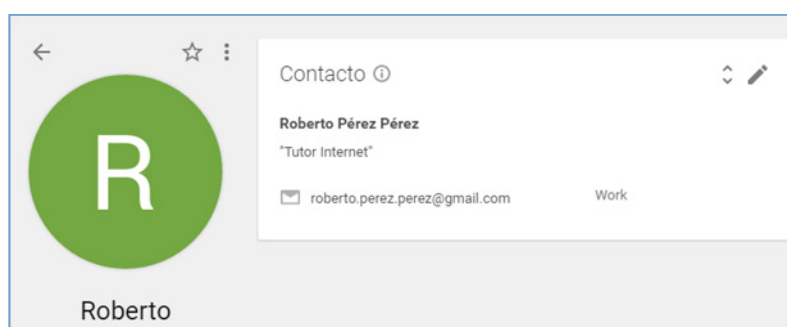 Contacto
Roberto Pérez Pérez
"Tutor Internet"
R
roberto.perez.perez@gmail.com Work
Roberto